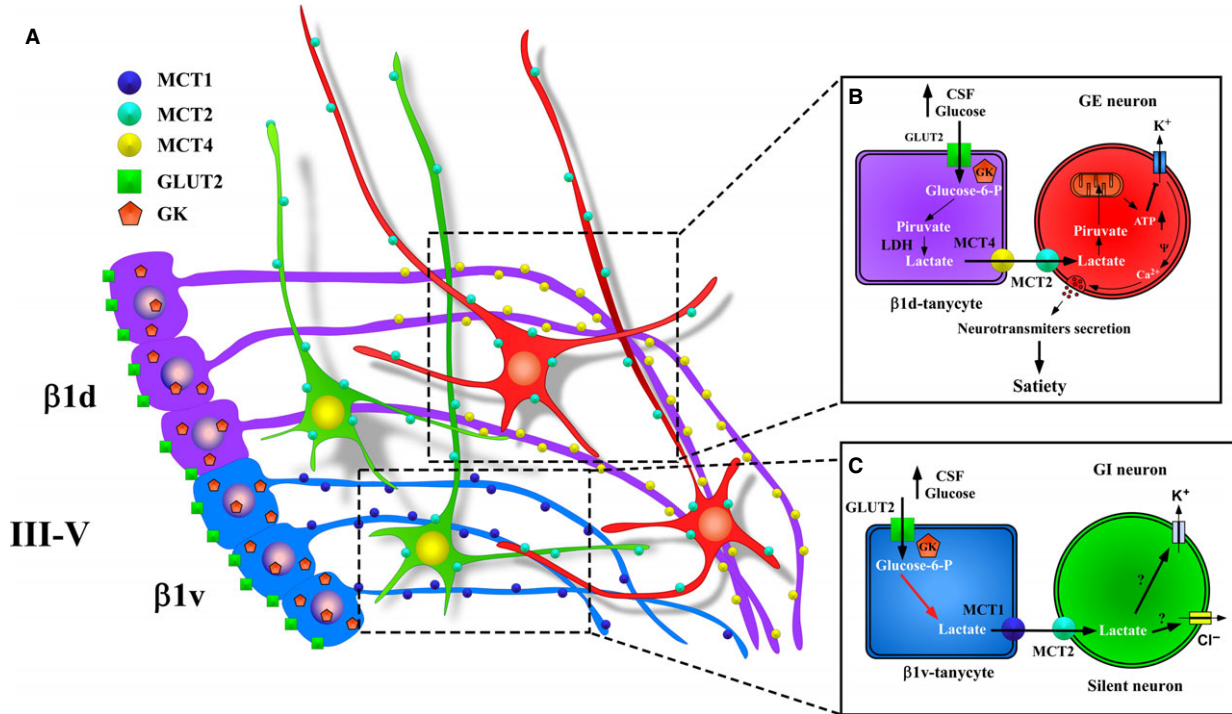 A
MCT1
MCT2
MCT4
GLUT2
GK
β1d
III-V
β1v
B
CSF
Glucose
GE neuron
GLUT2
K⁺
GK
Glucose-6-P
Piruvate
LDH
Lactate
MCT4
MCT2
Piruvate
Lactate
ATP
Ψ
Ca²⁺
β1d-tanycyte
Neurotransmiters secretion
Satiety
C
CSF
Glucose
GI neuron
GLUT2
K⁺
GK
Glucose-6-P
?
MCT1
?
Lactate
MCT2
Lactate
Cl⁻
β1v-tanycyte
Silent neuron